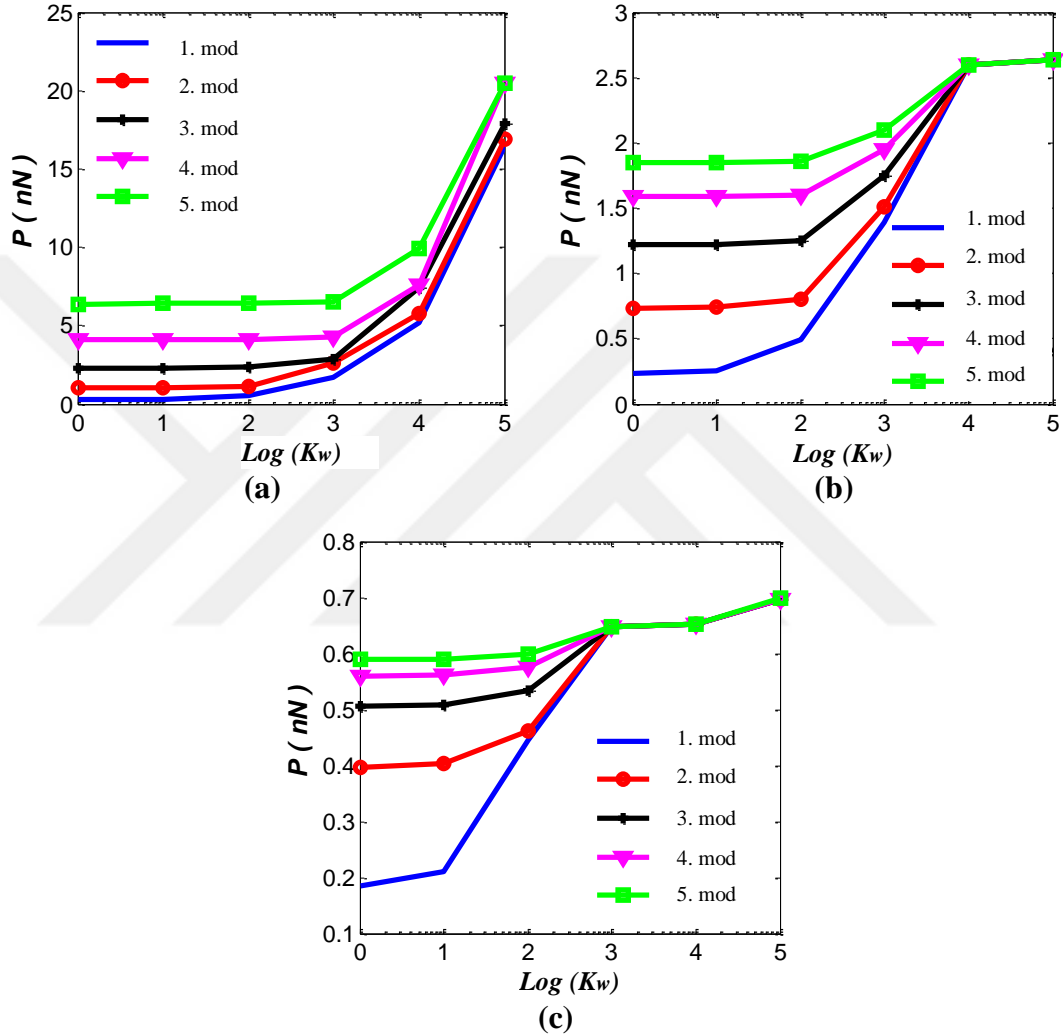 25
20
15
10
5
0
P ( nN )
1. mod
2. mod
3. mod
4. mod
5. mod
0 1 2 3 4 5
Log (Kw)
(a)
3
2.5
2
1.5
1
0.5
0
P ( nN )
1. mod
2. mod
3. mod
4. mod
5. mod
0 1 2 3 4 5
Log (Kw)
(b)
0.8
0.7
0.6
0.5
0.4
0.3
0.2
0.1
P ( nN )
1. mod
2. mod
3. mod
4. mod
5. mod
0 1 2 3 4 5
Log (Kw)
(c)